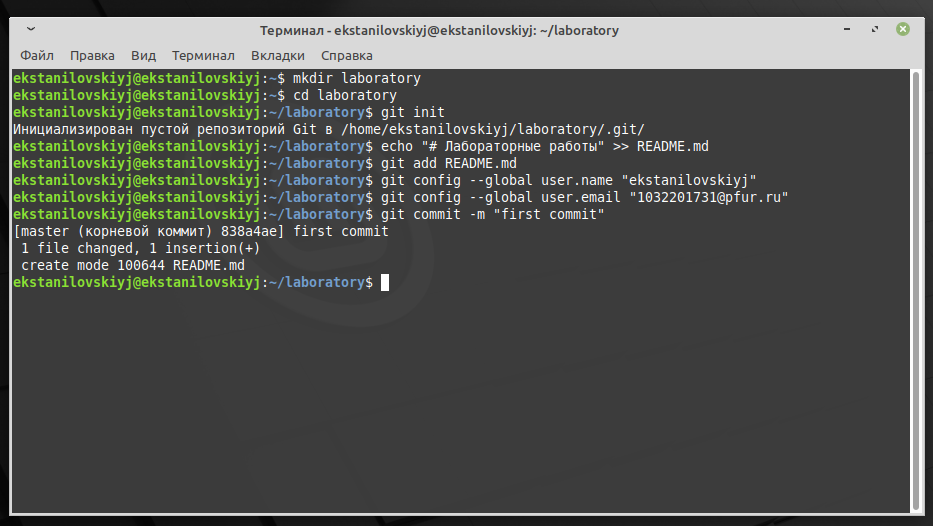 Терминал - ekstanilovskiyj@ekstanilovskiyj: ~/laboratory
Файл Правка Вид Терминал Вкладки Справка
ekstanilovskiyj@ekstanilovskiyj:~$ mkdir laboratory
ekstanilovskiyj@ekstanilovskiyj:~$ cd laboratory
ekstanilovskiyj@ekstanilovskiyj:~/laboratory$ git init
Инициализирован пустой репозиторий Git в /home/ekstanilovskiyj/laboratory/.git/
ekstanilovskiyj@ekstanilovskiyj:~/laboratory$ echo "# Лабораторные работы" >> README.md
ekstanilovskiyj@ekstanilovskiyj:~/laboratory$ git add README.md
ekstanilovskiyj@ekstanilovskiyj:~/laboratory$ git config --global user.name "ekstanilovskiyj"
ekstanilovskiyj@ekstanilovskiyj:~/laboratory$ git config --global user.email "1032201731@pfur.ru"
ekstanilovskiyj@ekstanilovskiyj:~/laboratory$ git commit -m "first commit"
[master (корневой коммит) 838a4ae] first commit
 1 file changed, 1 insertion(+)
 create mode 100644 README.md
ekstanilovskiyj@ekstanilovskiyj:~/laboratory$